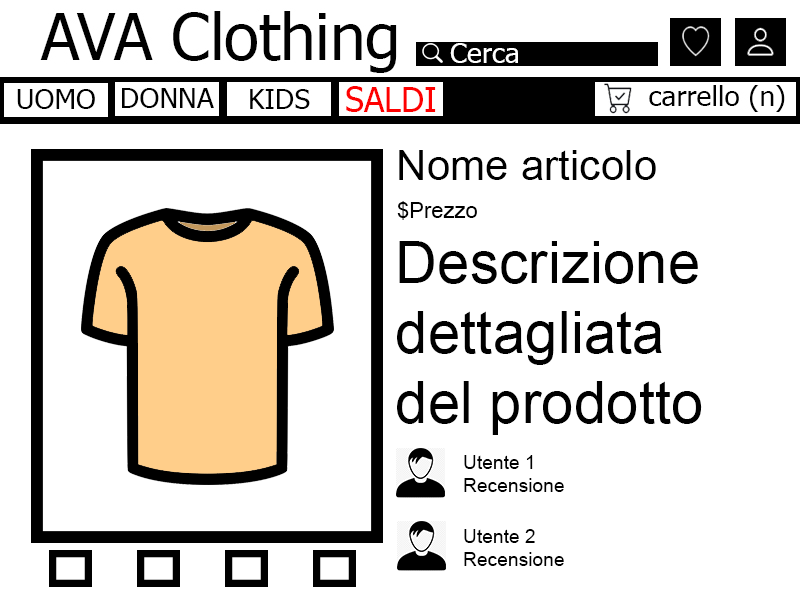 AVA Clothing
Cerca
UOMO
DONNA
KIDS
SALDI
carrello (n)
Nome articolo
$Prezzo
Descrizione
dettagliata
del prodotto
Utente 1
Recensione
Utente 2
Recensione